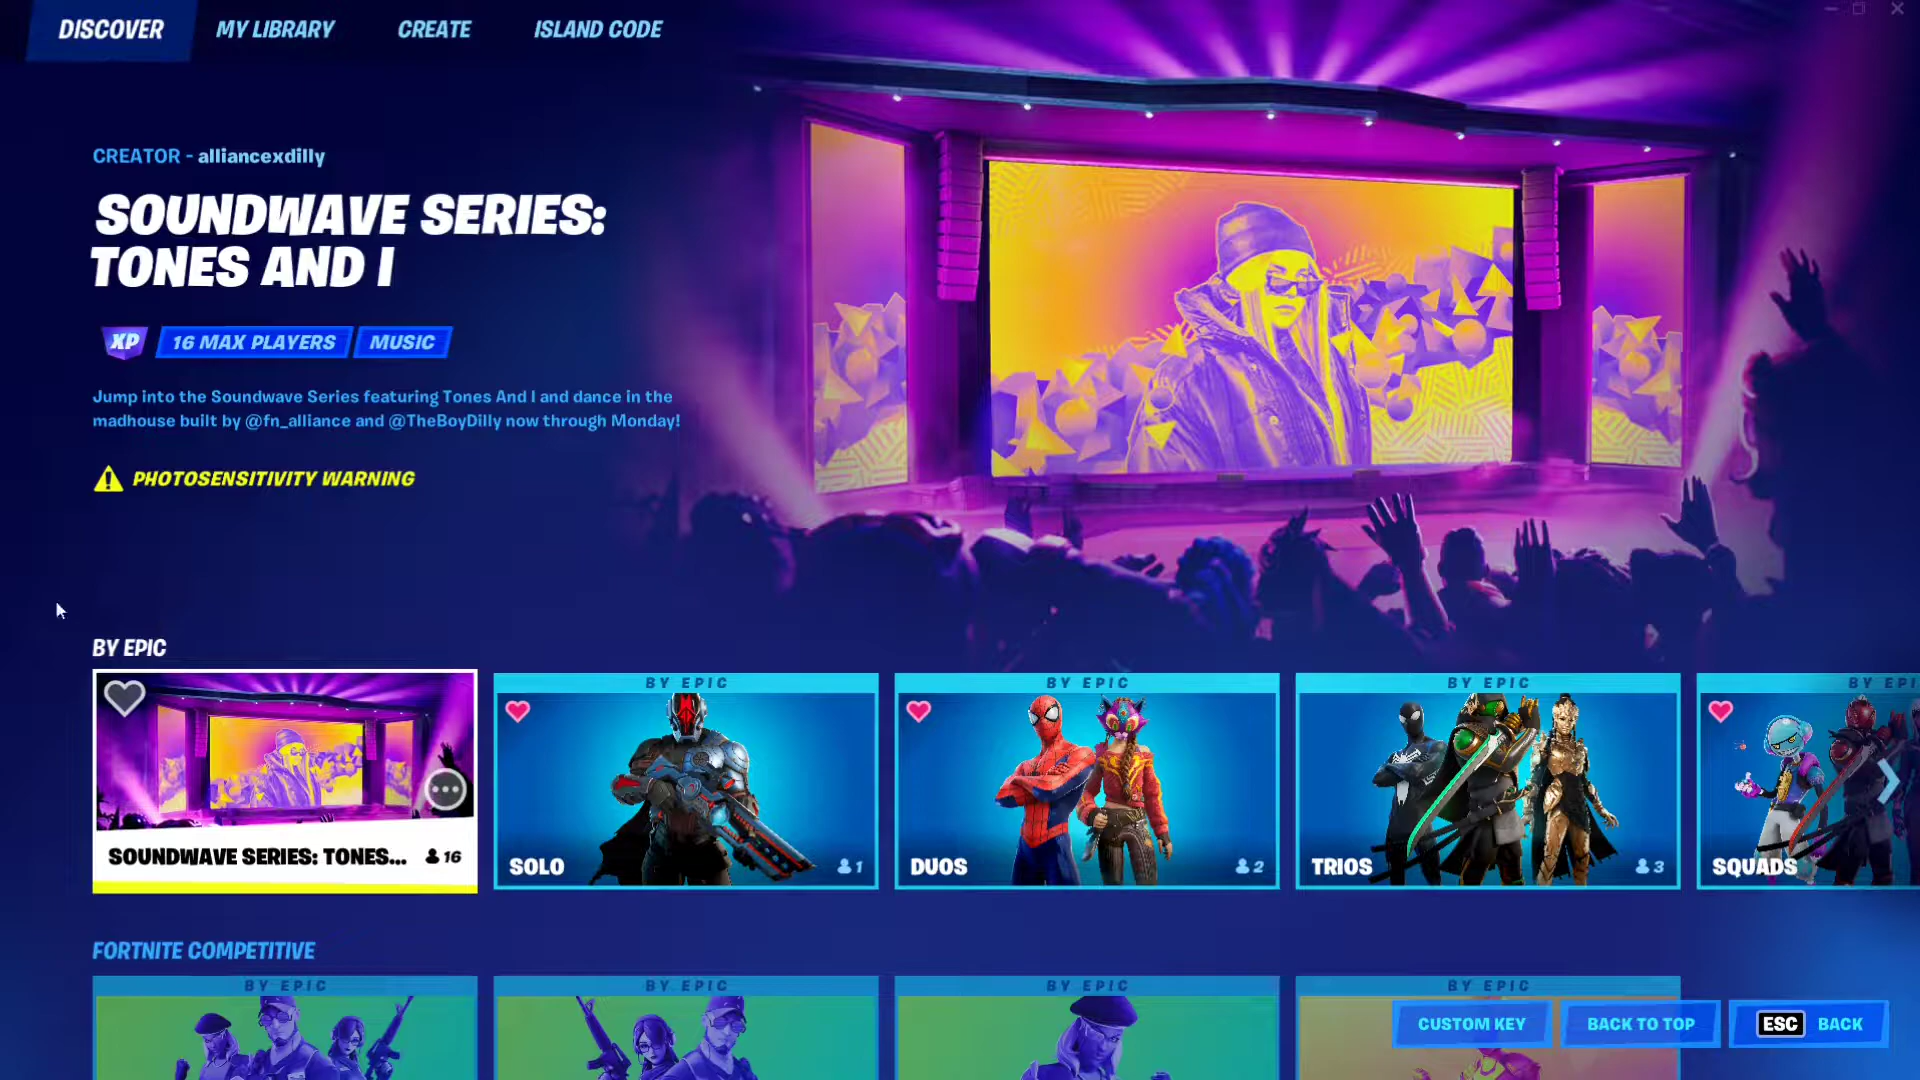 DISCOVER
MY LIBRARY
CREATE
ISLAND CODE
CREATOR - alliancexdilly
SOUNDWAVE SERIES:
TONES AND I
XP
16 MAX PLAYERS
MUSIC
Jump into the Soundwave Series featuring Tones And I and dance in the
madhouse built by @fn_alliance and @TheBoyDilly now through Monday!
PHOTOSENSITIVITY WARNING
BY EPIC
SOUNDWAVE SERIES: TONES...
16
BY EPIC
SOLO
1
BY EPIC
DUOS
2
BY EPIC
TRIOS
3
BY EPI
SQUADS
FORTNITE COMPETITIVE
BY EPIC
BY EPIC
BY EPIC
BY EPIC
CUSTOM KEY
BACK TO TOP
ESC BACK